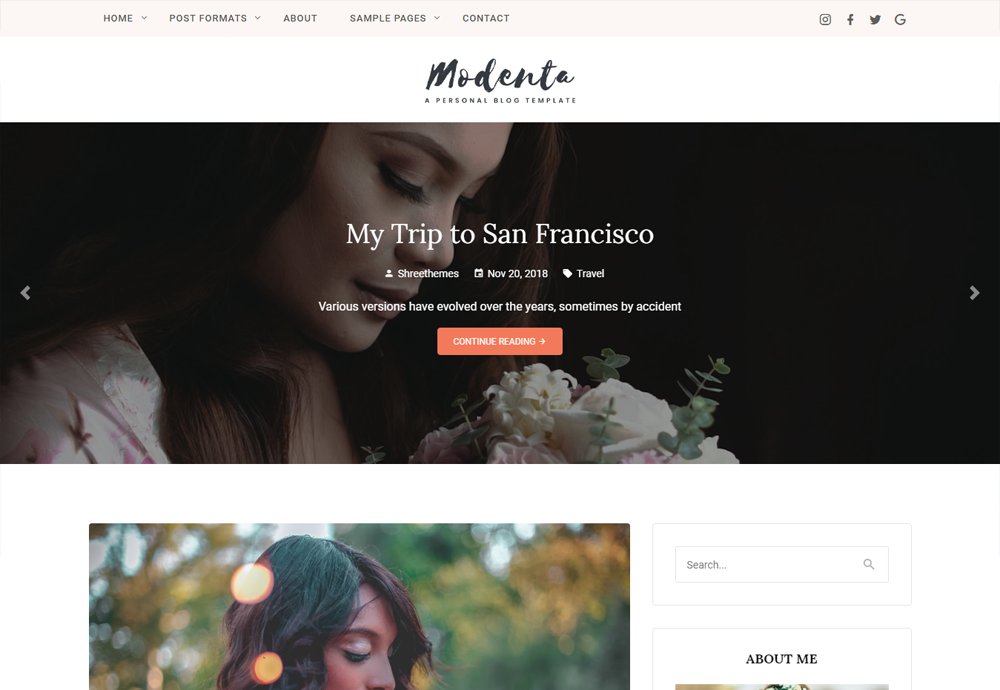 HOME POST FORMATS ABOUT SAMPLE PAGES CONTACT
Modenta
A PERSONAL BLOG TEMPLATE
My Trip to San Francisco
Shreethemes Nov 20, 2018 Travel
Various versions have evolved over the years, sometimes by accident
CONTINUE READING →
Search...
ABOUT ME